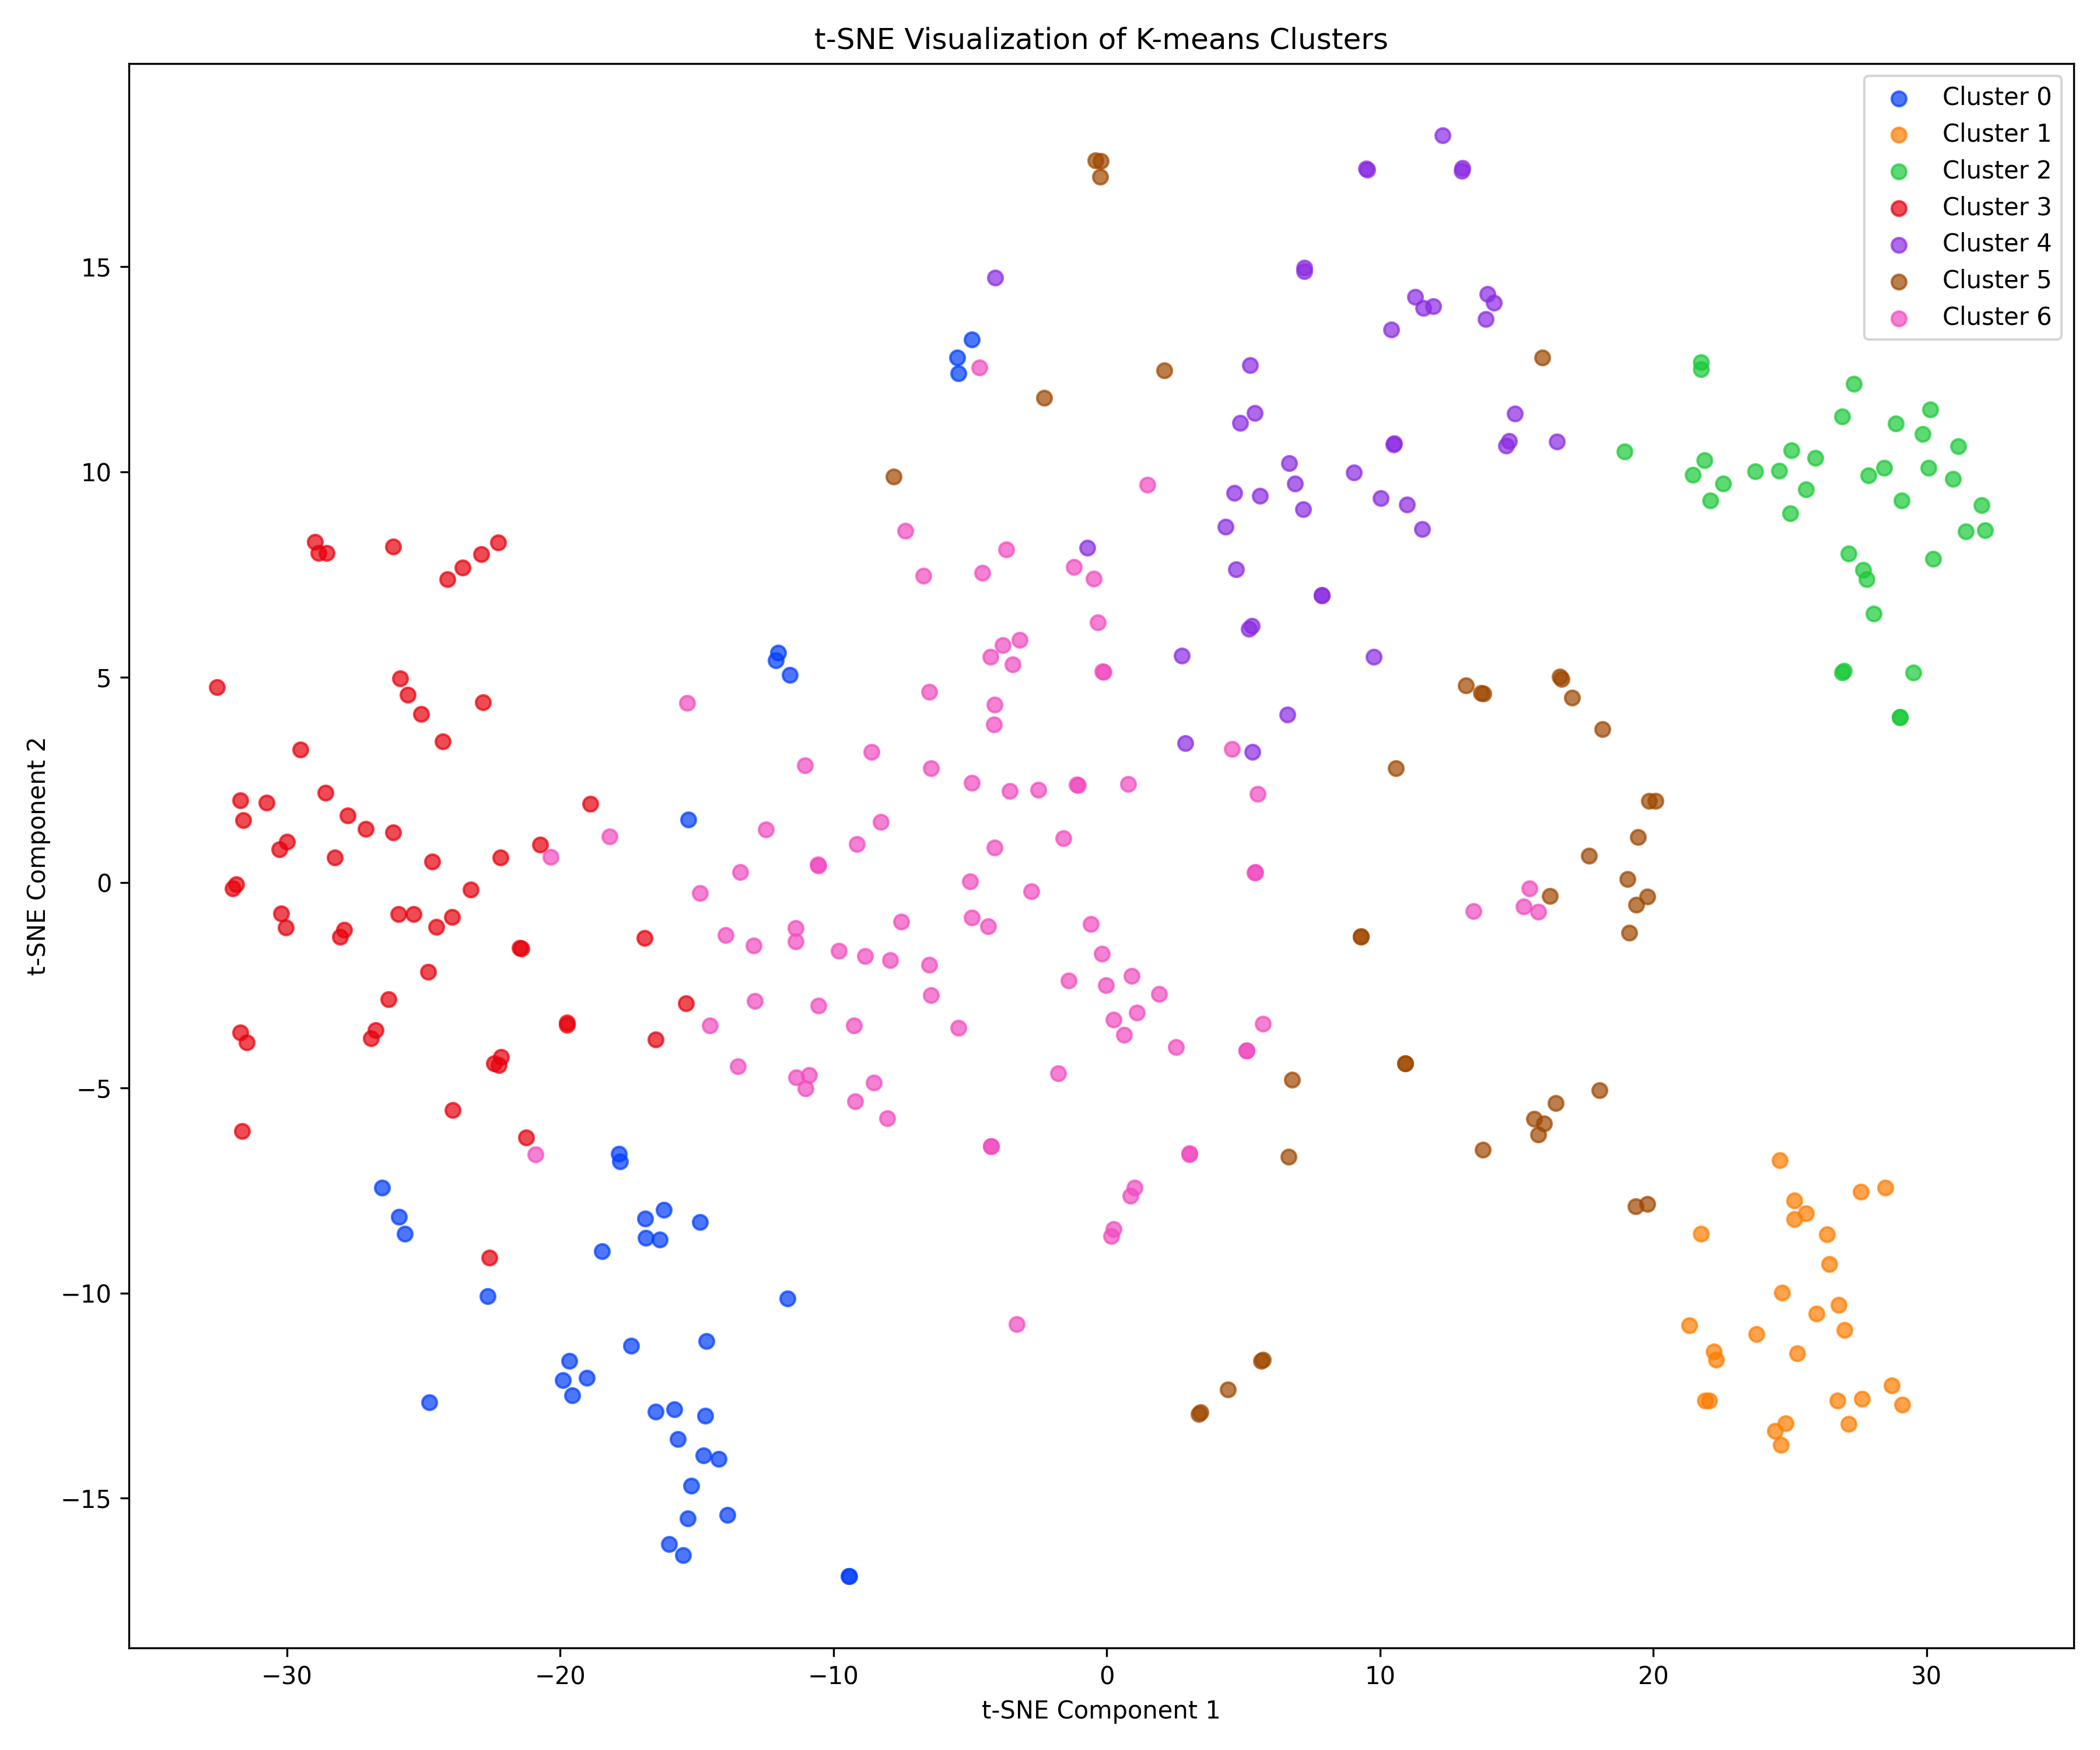 t-SNE Visualization of K-means Clusters
Cluster 0
Cluster 1
Cluster 2
Cluster 3
Cluster 4
Cluster 5
Cluster 6
15
10
5
0
−5
−10
−15
t-SNE Component 2
−30 −20 −10 0 10 20 30
t-SNE Component 1